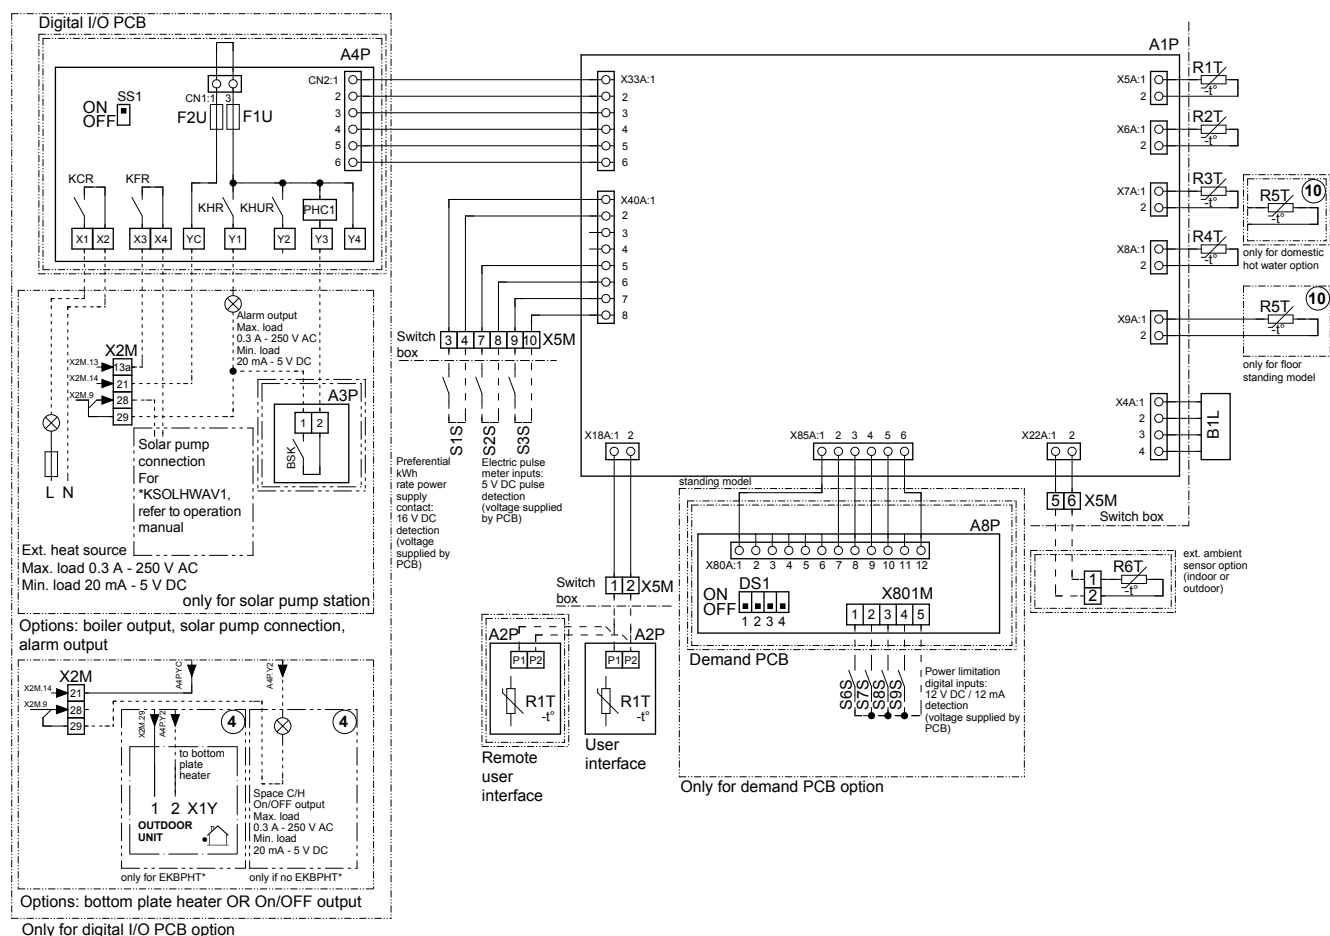 Digital I/O PCB
A4P
A1P
CN2:1
2
3
4
5
6
SS1
ON
OFF
CN1:1 3
F2U F1U
KCR KFR
KHR KHUR
PHC1
X1 X2 X3 X4 YC Y1 Y2 Y3 Y4
Alarm output
Max. load
0.3 A - 250 V AC
Min. load
20 mA - 5 V DC
X2M
X2M.13
13a
X2M.14
21
X2M.9
28
29
A3P
1 2
BSK
Solar pump
connection
For
*KSOLHWAV1,
refer to operation
manual
L N
Ext. heat source
Max. load 0.3 A - 250 V AC
Min. load 20 mA - 5 V DC
only for solar pump station
Options: boiler output, solar pump connection,
alarm output
X2M
X2M.14
21
X2M.9
28
29
A4P.YC
A4P.Y2
X2M.29
A4P.Y2
4
4
to bottom
plate
heater
1 2 X1Y
OUTDOOR
UNIT
Space C/H
On/OFF output
Max. load
0.3 A - 250 V AC
Min. load
20 mA - 5 V DC
only for EKBPHT*
only if no EKBPHT*
Options: bottom plate heater OR On/OFF output
Only for digital I/O PCB option
X33A:1
2
3
4
5
6
X40A:1
2
3
4
5
6
7
8
Switch
box
3 4 7 8 9 10 X5M
S1S
S2S
S3S
Preferential
kWh
rate power
supply
contact:
16 V DC
detection
(voltage
supplied by
PCB)
Electric pulse
meter inputs:
5 V DC pulse
detection
(voltage supplied
by PCB)
X18A:1 2
Switch
box
1 2 X5M
A2P
P1 P2
R1T
-t°
Remote
user
interface
A2P
P1 P2
R1T
-t°
User
interface
X85A:1 2 3 4 5 6
standing model
A8P
X80A:1 2 3 4 5 6 7 8 9 10 11 12
DS1
ON
OFF
1 2 3 4
X801M
1 2 3 4 5
Demand PCB
S6S
S7S
S8S
S9S
Power limitation
digital inputs:
12 V DC / 12 mA
detection
(voltage supplied by
PCB)
Only for demand PCB option
X22A:1 2
5 6 X5M
Switch box
R6T
-t°
1
2
ext. ambient
sensor option
(indoor or
outdoor)
X5A:1
2
R1T
-t°
X6A:1
2
R2T
-t°
X7A:1
2
R3T
-t°
R5T
-t°
10
only for domestic
hot water option
X8A:1
2
R4T
-t°
X9A:1
2
R5T
-t°
10
only for floor
standing model
X4A:1
2
3
4
B1L